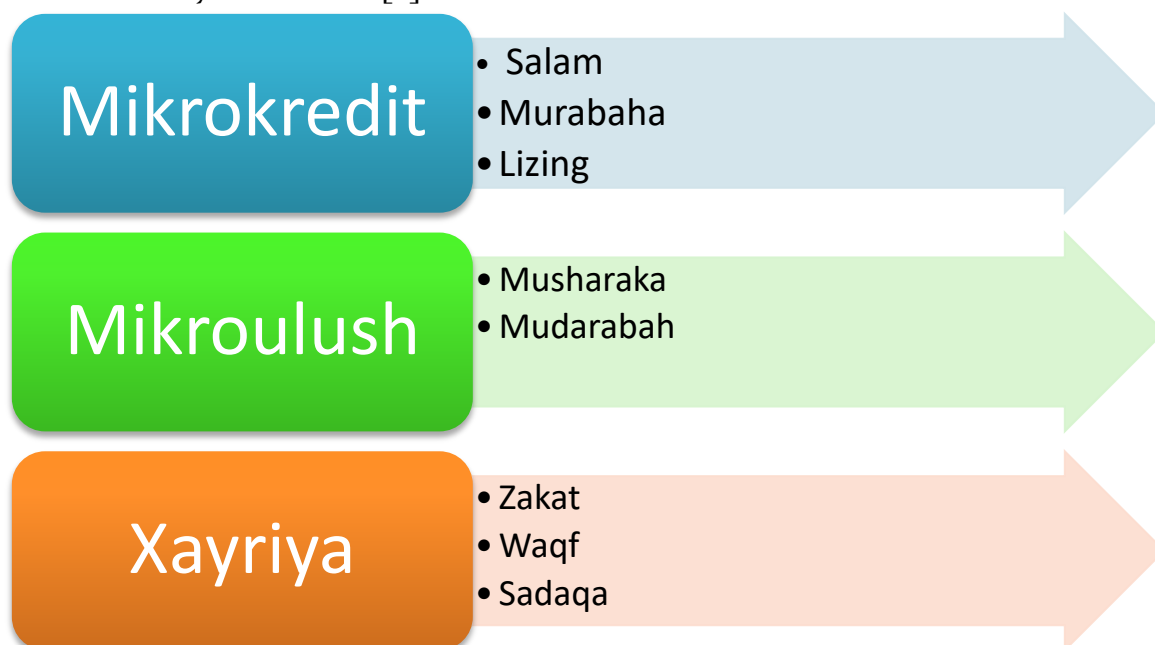 Mikrokredit
• Salam
• Murabaha
• Lizing
Mikroulush
• Musharaka
• Mudarabah
Xayriya
• Zakat
• Waqf
• Sadaqa